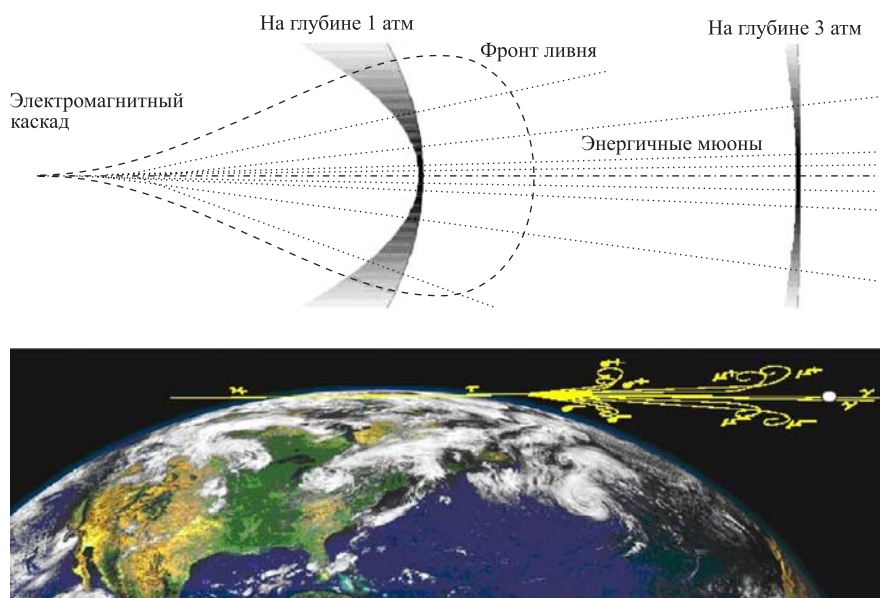 На глубине 1 атм
На глубине 3 атм
Фронт ливня
Электромагнитный
каскад
Энергичные мюоны